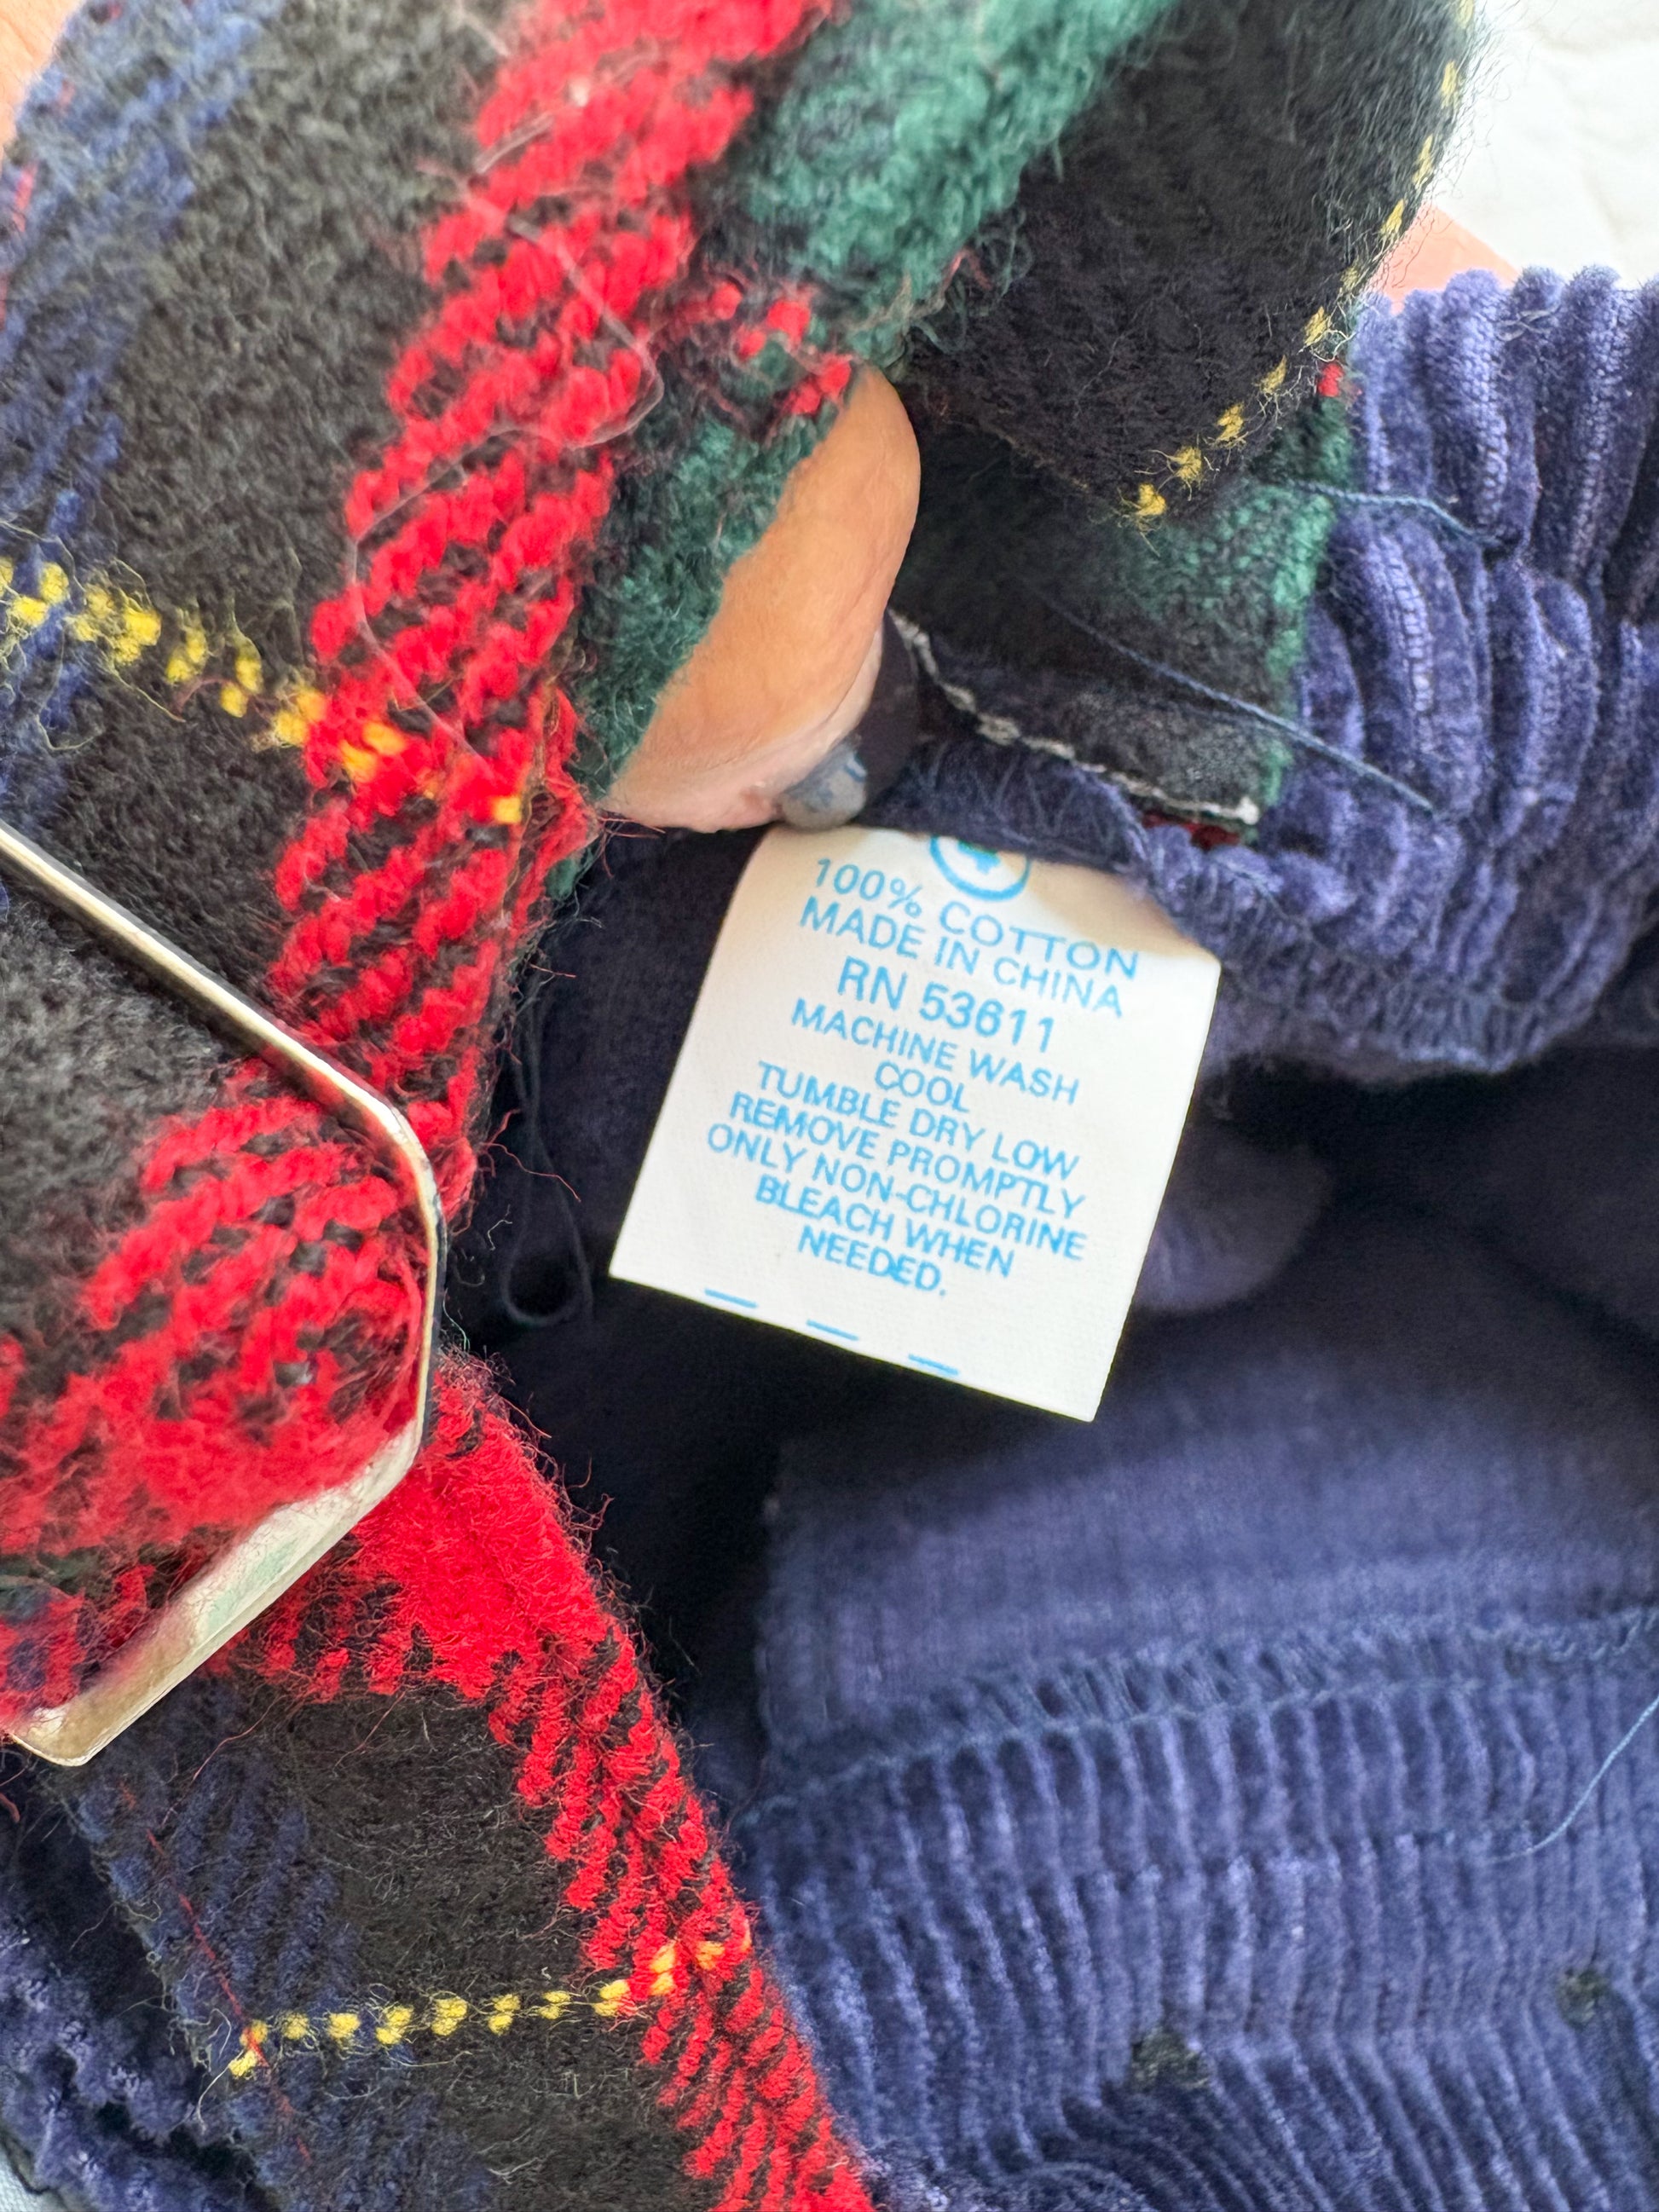 4
100% COTTON
MADE IN CHINA
RN 53611
MACHINE WASH
COOL
TUMBLE DRY LOW
REMOVE PROMPTLY
ONLY NON-CHLORINE
BLEACH WHEN
NEEDED.